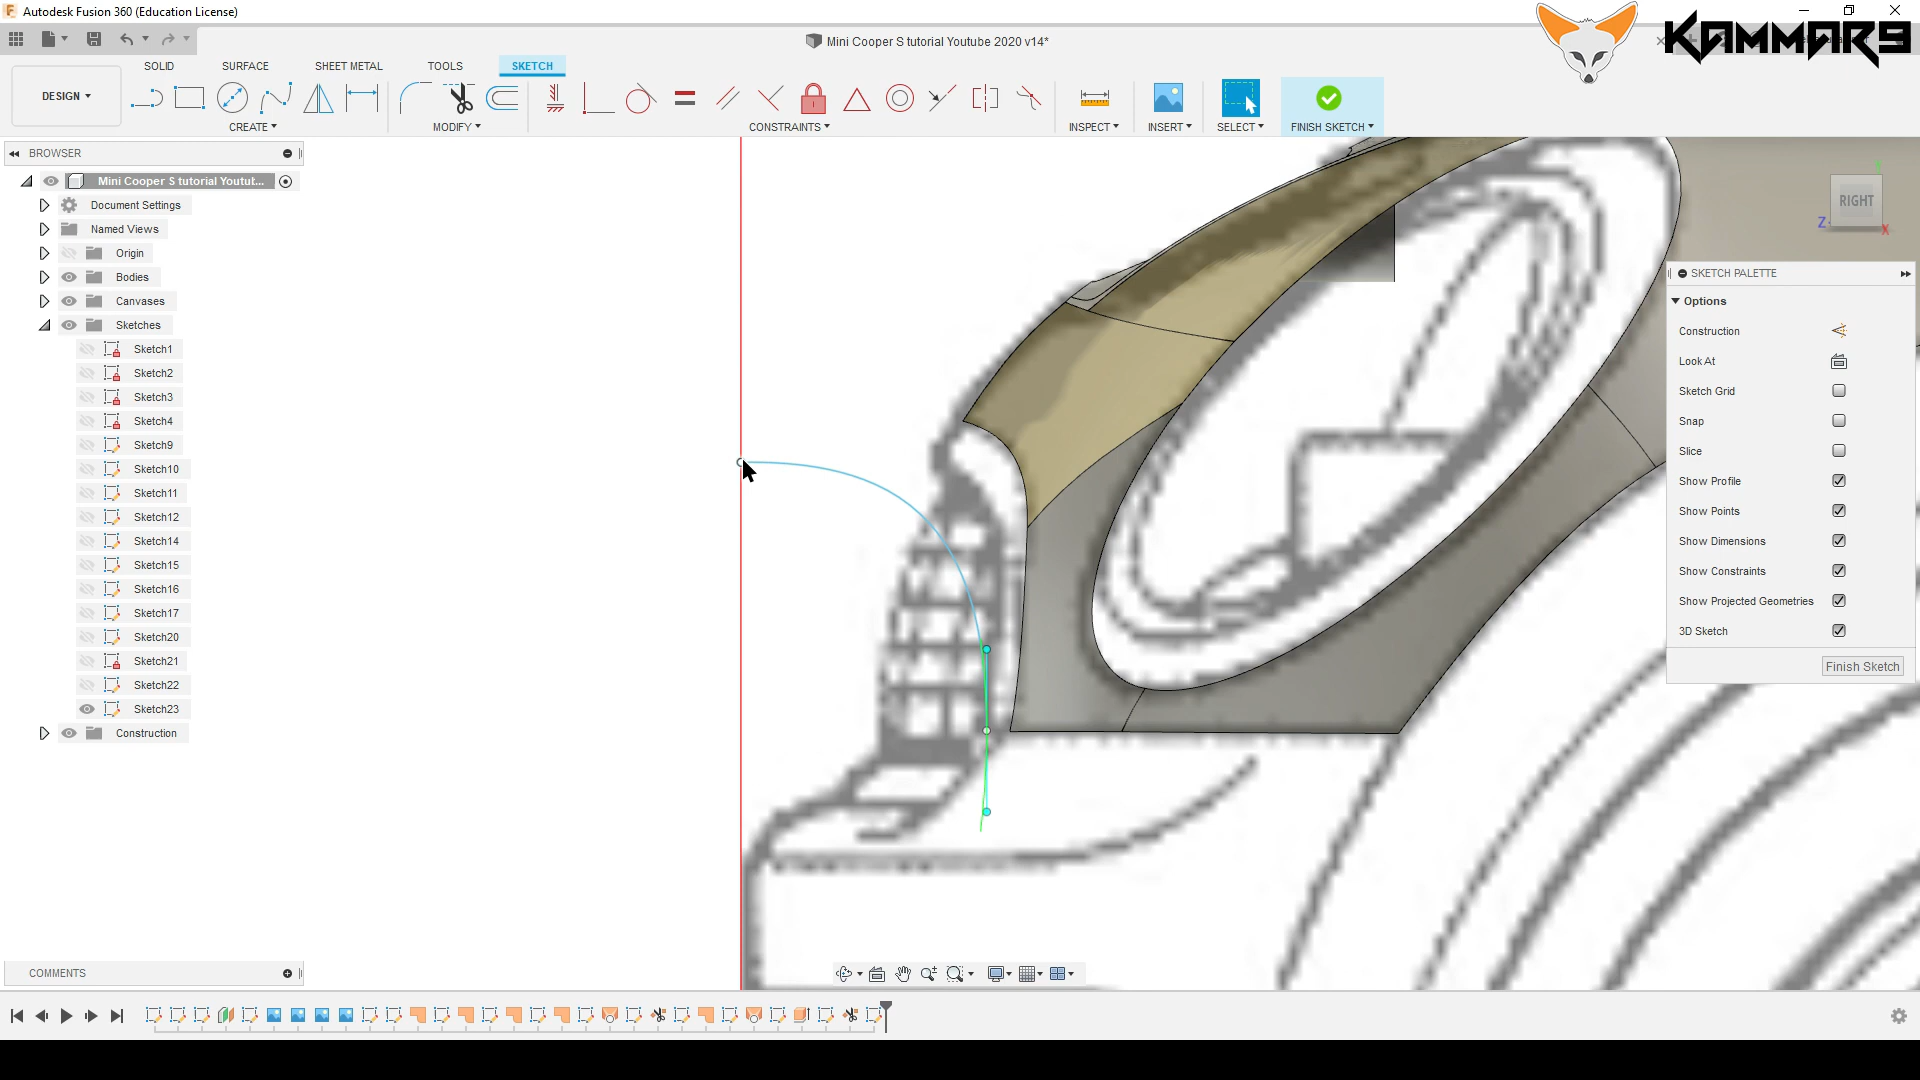 Autodesk Fusion 360 (Education License)
Mini Cooper S tutorial Youtube 2020 v14*
KAMMAR9
SOLID SURFACE SHEET METAL TOOLS SKETCH
DESIGN
CREATE MODIFY CONSTRAINTS INSPECT INSERT SELECT FINISH SKETCH
BROWSER
Mini Cooper S tutorial Youtut...
Document Settings
Named Views
Origin
Bodies
Canvases
Sketches
Sketch1
Sketch2
Sketch3
Sketch4
Sketch9
Sketch10
Sketch11
Sketch12
Sketch14
Sketch15
Sketch16
Sketch17
Sketch20
Sketch21
Sketch22
Sketch23
Construction
RIGHT
Z
X
SKETCH PALETTE
Options
Construction
Look At
Sketch Grid
Snap
Slice
Show Profile
Show Points
Show Dimensions
Show Constraints
Show Projected Geometries
3D Sketch
Finish Sketch
COMMENTS